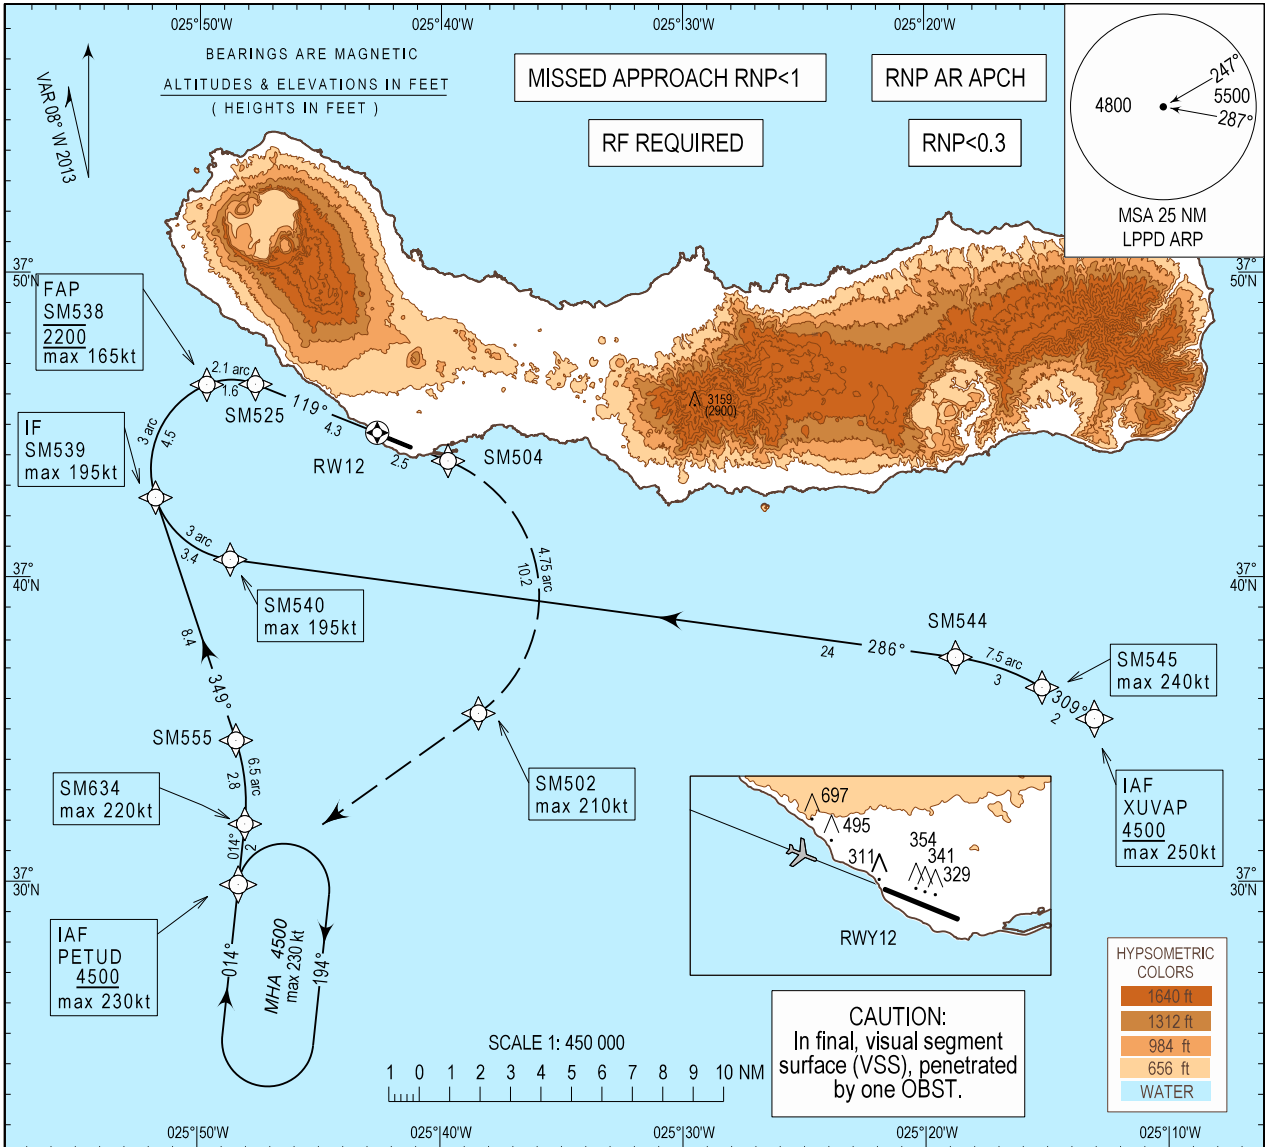 025°50'W
025°40'W
025°30'W
025°20'W
BEARINGS ARE MAGNETIC
ALTITUDES & ELEVATIONS IN FEET
( HEIGHTS IN FEET )
VAR 08° W 2013
MISSED APPROACH RNP<1
RNP AR APCH
RF REQUIRED
RNP<0.3
4800
247°
5500
287°
MSA 25 NM
LPPD ARP
37°
50'N
37°
50'N
FAP
SM538
2200
max 165kt
2.1 arc
1.6
SM525
119°
4.3
RW12
2.5
SM504
3159
(2900)
IF
SM539
max 195kt
3 arc
4.5
3 arc
3.4
4.75 arc
10.2
37°
40'N
37°
40'N
SM540
max 195kt
8.4
349°
24
286°
SM544
7.5 arc
3
SM545
max 240kt
309°
2
SM555
6.5 arc
2.8
SM634
max 220kt
014°
2
SM502
max 210kt
IAF
XUVAP
4500
max 250kt
697
495
354
341
311
329
RWY12
37°
30'N
37°
30'N
IAF
PETUD
4500
max 230kt
014°
MHA 4500
max 230 kt
194°
HYPSOMETRIC
COLORS
1640 ft
1312 ft
984 ft
656 ft
WATER
CAUTION:
In final, visual segment
surface (VSS), penetrated
by one OBST.
SCALE 1: 450 000
1 0 1 2 3 4 5 6 7 8 9 10 NM
025°50'W
025°40'W
025°30'W
025°20'W
025°10'W